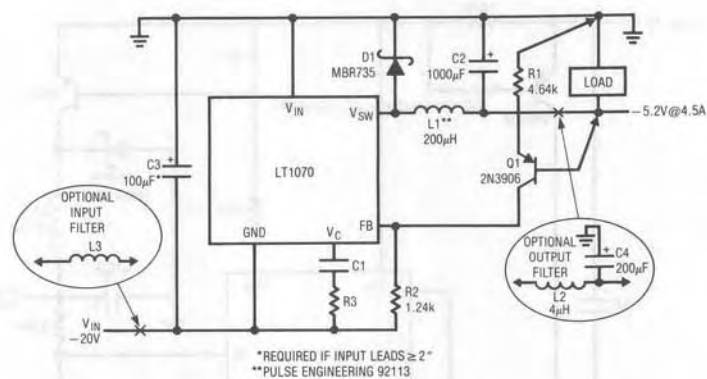 D1
MBR735
C2
1000µF
+
R1
4.64k
LOAD
VIN
VSW
L1**
200µH
−5.2V@4.5A
C3
100µF*
+
LT1070
Q1
2N3906
OPTIONAL
INPUT
FILTER
L3
GND
VC
FB
C1
R3
R2
1.24k
OPTIONAL
OUTPUT
FILTER
+
C4
200µF
L2
4µH
VIN
−20V
*REQUIRED IF INPUT LEADS ≥ 2″
**PULSE ENGINEERING 92113